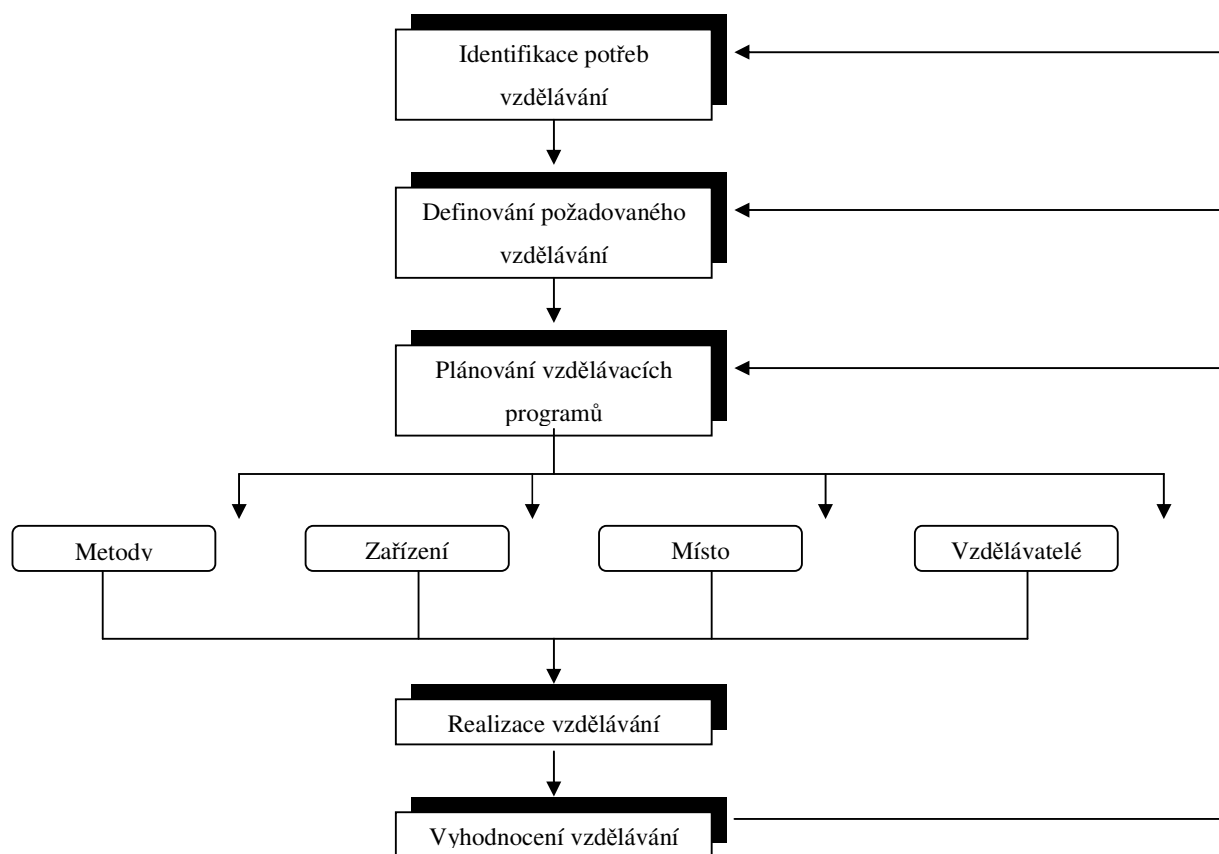 Identifikace potřeb
vzdělávání
Definování požadovaného
vzdělávání
Plánování vzdělávacích
programů
Metody
Zařízení
Místo
Vzdělávatelé
Realizace vzdělávání
Vyhodnocení vzdělávání